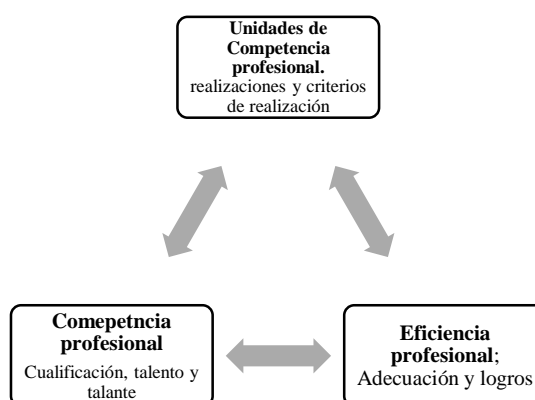 Unidades de
Competencia
profesional.
realizaciones y criterios
de realización
Comepetncia
profesional
Cualificación, talento y
talante
Eficiencia
profesional;
Adecuación y logros